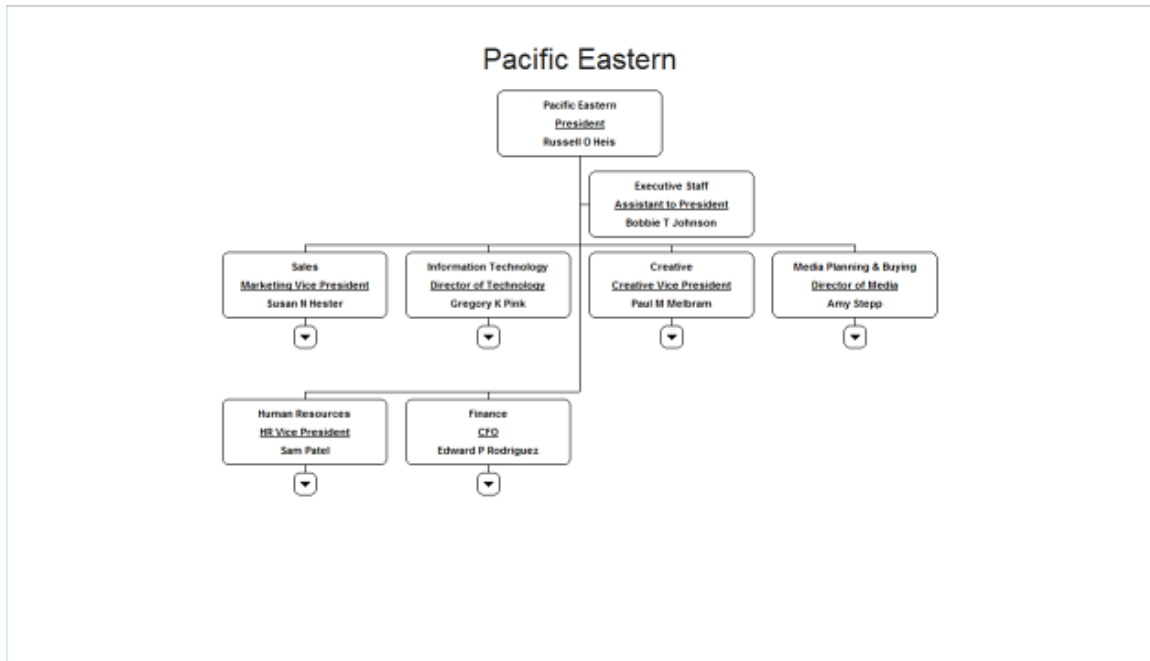 Pacific Eastern
Pacific Eastern
President
Russell O Heis
Executive Staff
Assistant to President
Bobbie T Johnson
Sales
Marketing Vice President
Susan N Hester
Information Technology
Director of Technology
Gregory K Pink
Creative
Creative Vice President
Paul M Melbram
Media Planning & Buying
Director of Media
Amy Stepp
Human Resources
HR Vice President
Sam Patel
Finance
CFO
Edward P Rodriguez